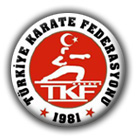 TÜRKİYE KARATE FEDERASYONU
TKF
1981